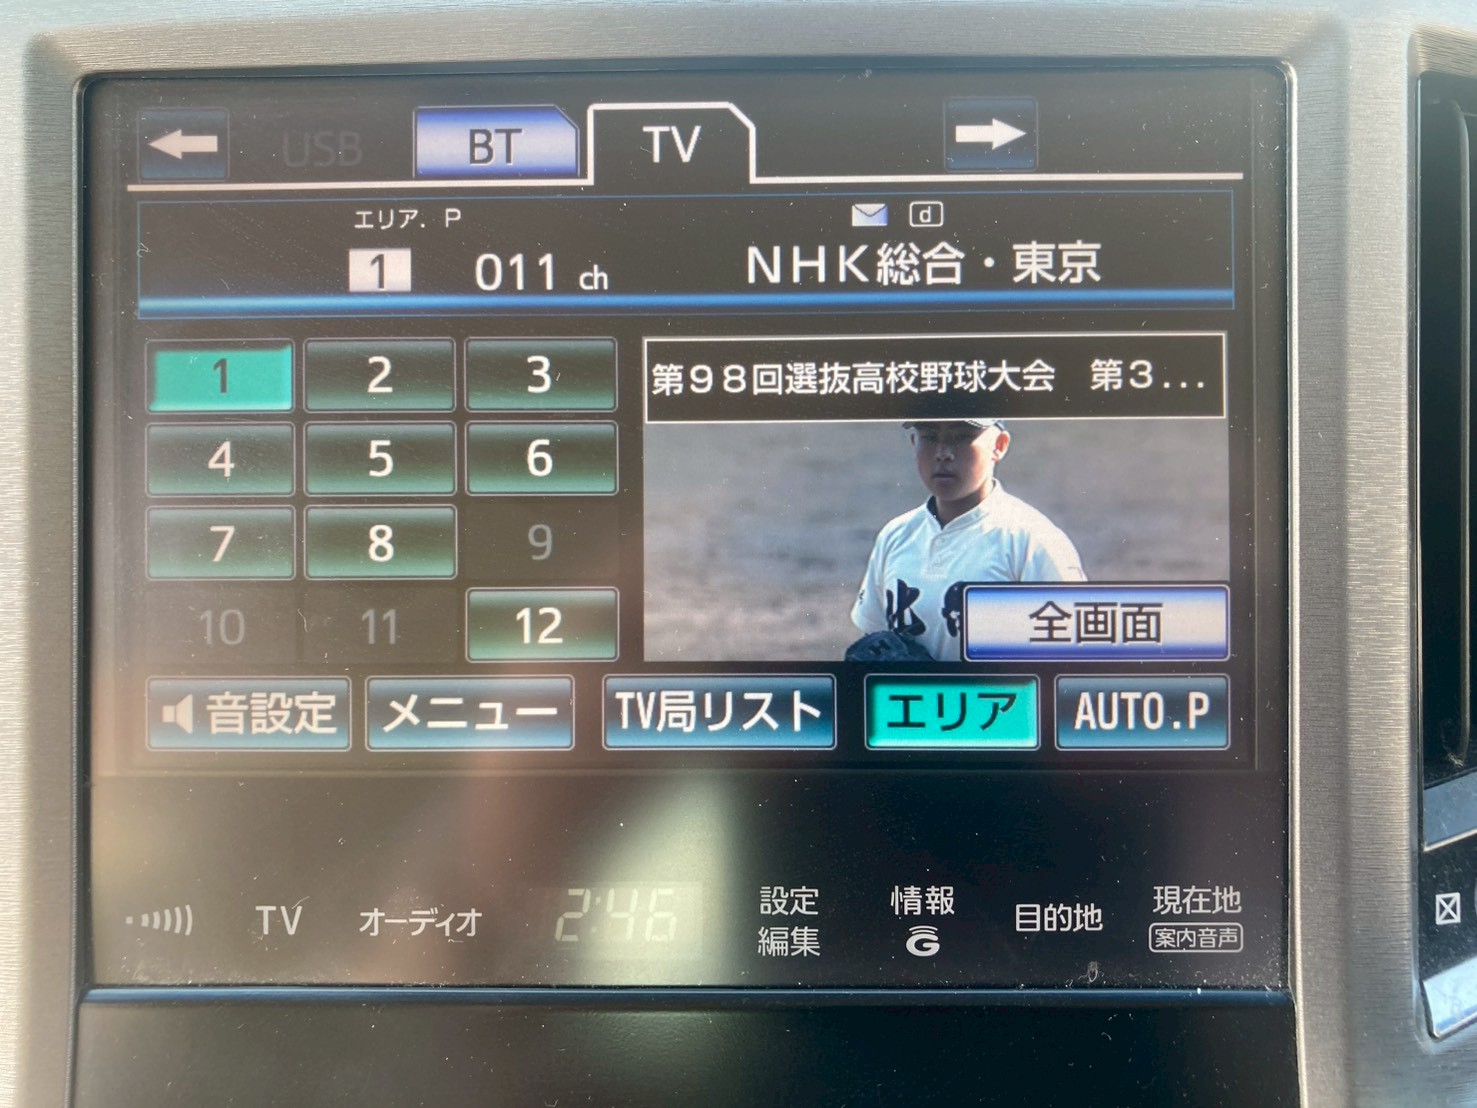 USB BT TV
エリア. P
1 011 ch
d
NHK総合・東京
1 2 3
4 5 6
7 8 9
10 11 12
第98回選抜高校野球大会 第3...
北
全画面
音設定 メニュー TV局リスト エリア AUTO.P
TV オーディオ 2:46 設定編集 情報 G 目的地 現在地
案内音声